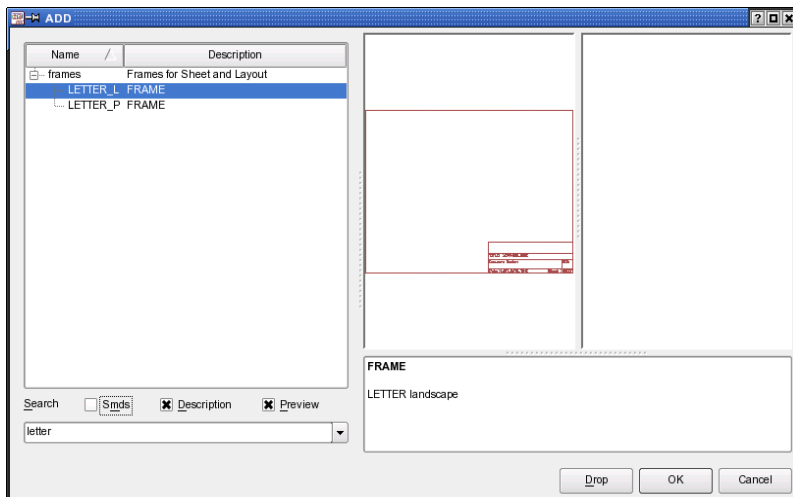 ADD
Name Description
frames Frames for Sheet and Layout
LETTER_L FRAME
LETTER_P FRAME
FRAME
LETTER landscape
Search Smds Description Preview
letter
Drop OK Cancel